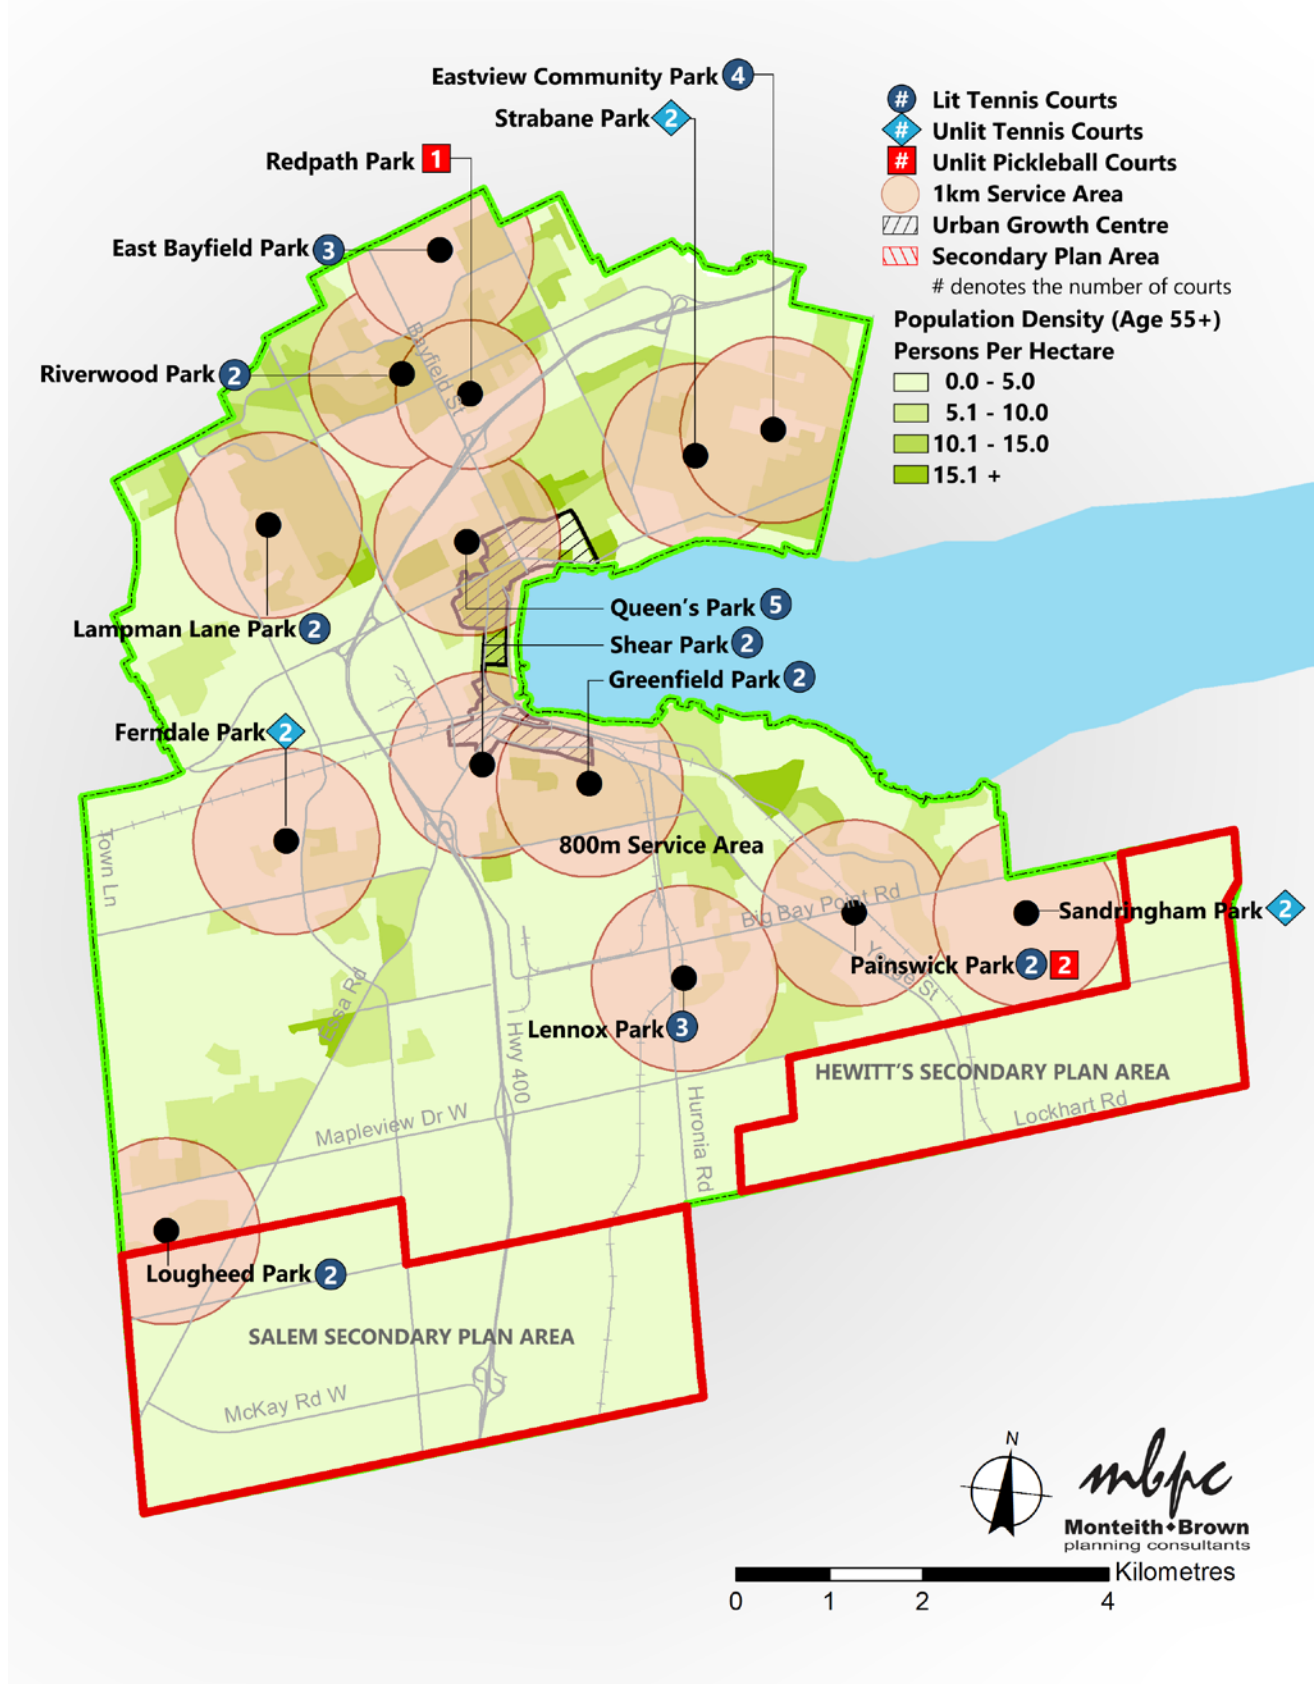 Eastview Community Park 4
Strabane Park 2
Redpath Park 1
East Bayfield Park 3
Riverwood Park 2
# Lit Tennis Courts
# Unlit Tennis Courts
# Unlit Pickleball Courts
1km Service Area
Urban Growth Centre
Secondary Plan Area
# denotes the number of courts
Population Density (Age 55+)
Persons Per Hectare
0.0 - 5.0
5.1 - 10.0
10.1 - 15.0
15.1 +
Bayfield St
Queen's Park 5
Lampman Lane Park 2
Shear Park 2
Greenfield Park 2
Ferndale Park 2
Town Ln
800m Service Area
Big Bay Point Rd
Sandringham Park 2
Painswick Park 2 2
Yonge St
Essa Rd
Lennox Park 3
Hwy 400
HEWITT'S SECONDARY PLAN AREA
Lockhart Rd
Mapleview Dr W
Huronia Rd
Lougheed Park 2
SALEM SECONDARY PLAN AREA
McKay Rd W
N
mbpc
Monteith Brown
planning consultants
Kilometres
0 1 2 4